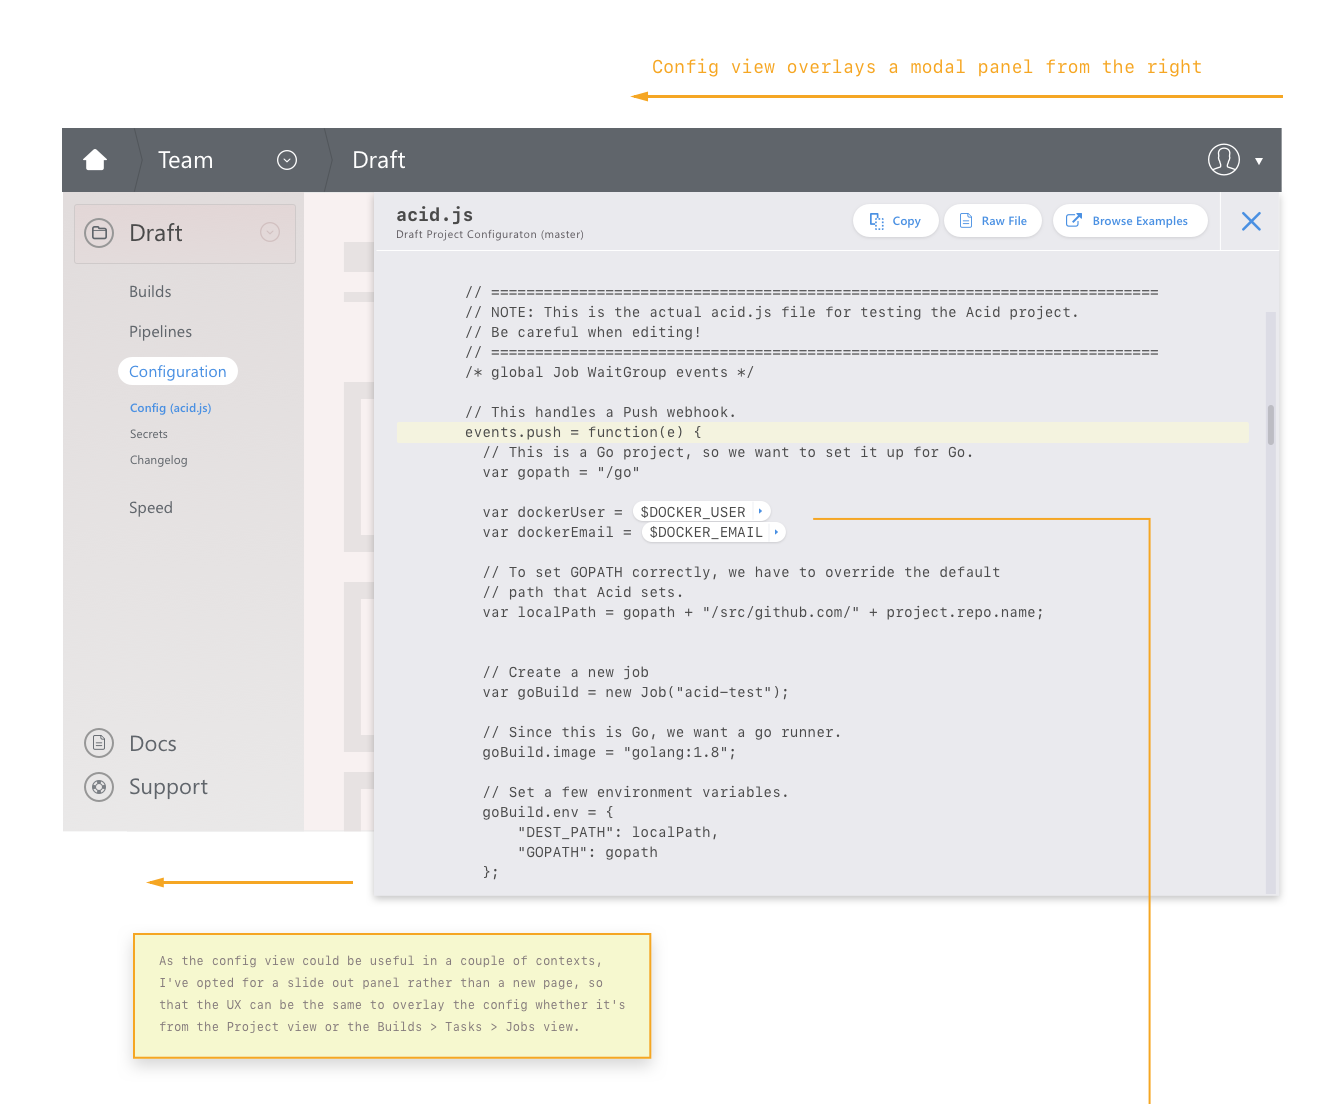 Config view overlays a modal panel from the right
Team
Draft
Draft
Builds
Pipelines
Configuration
Config (acid.js)
Secrets
Changelog
Speed
Docs
Support
acid.js
Draft Project Configuraton (master)
Copy
Raw File
Browse Examples
// ============================================================================
// NOTE: This is the actual acid.js file for testing the Acid project.
// Be careful when editing!
// ============================================================================
/* global Job WaitGroup events */
// This handles a Push webhook.
events.push = function(e) {
// This is a Go project, so we want to set it up for Go.
var gopath = "/go"
var dockerUser = $DOCKER_USER
var dockerEmail = $DOCKER_EMAIL
// To set GOPATH correctly, we have to override the default
// path that Acid sets.
var localPath = gopath + "/src/github.com/" + project.repo.name;
// Create a new job
var goBuild = new Job("acid-test");
// Since this is Go, we want a go runner.
goBuild.image = "golang:1.8";
// Set a few environment variables.
goBuild.env = {
"DEST_PATH": localPath,
"GOPATH": gopath
};
As the config view could be useful in a couple of contexts,
I've opted for a slide out panel rather than a new page, so
that the UX can be the same to overlay the config whether it's
from the Project view or the Builds > Tasks > Jobs view.